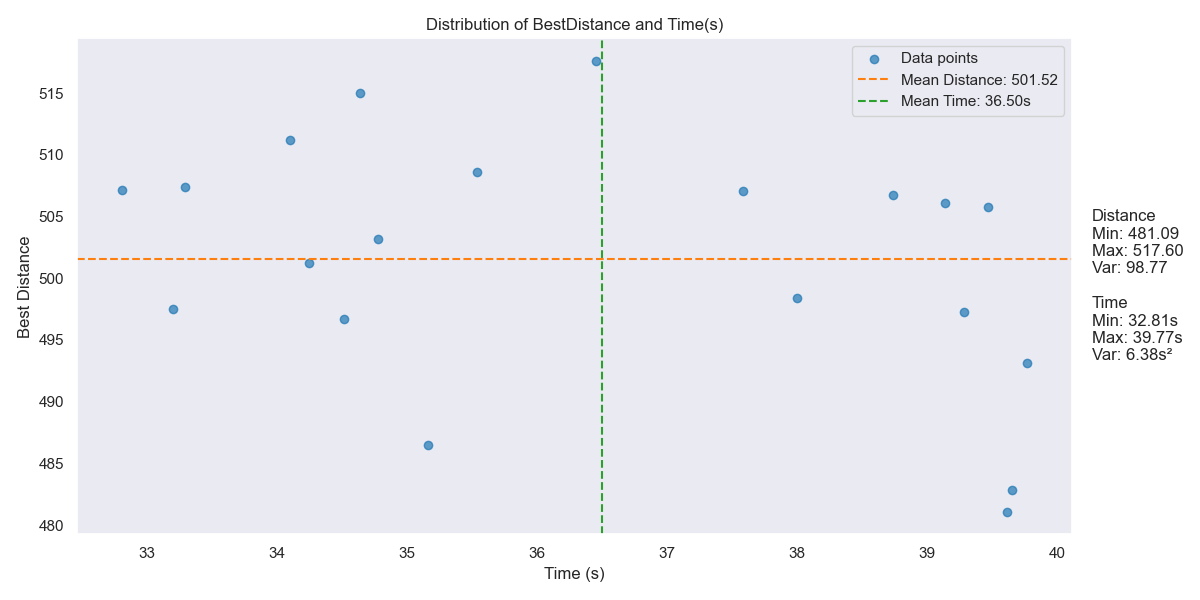 Distribution of BestDistance and Time(s)
Data points
Mean Distance: 501.52
Mean Time: 36.50s
Best Distance
515
510
505
500
495
490
485
480
33
34
35
36
37
38
39
40
Time (s)
Distance
Min: 481.09
Max: 517.60
Var: 98.77
Time
Min: 32.81s
Max: 39.77s
Var: 6.38s²